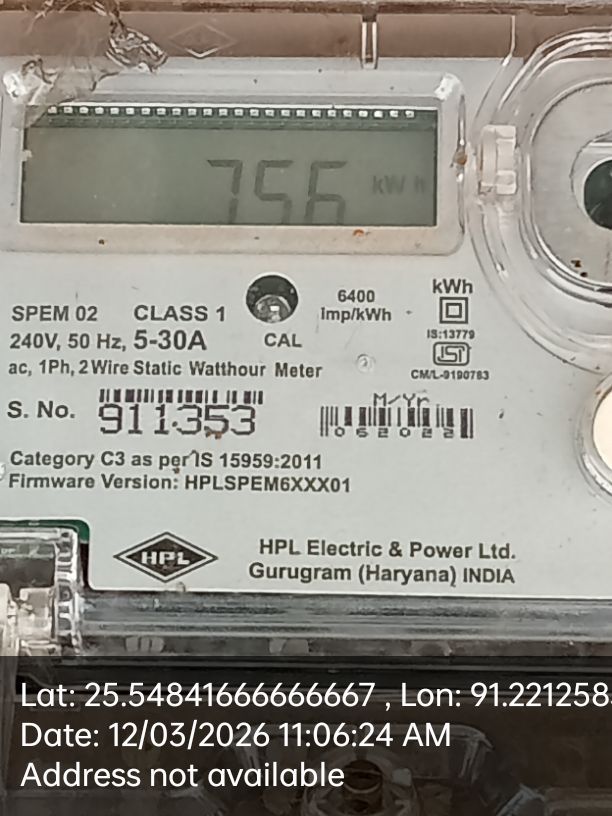 756 kWh
SPEM 02 CLASS 1
240V, 50 Hz, 5-30A CAL
6400
Imp/kWh
kWh
IS:13779
ISI
CM/L-9190783
ac, 1Ph, 2 Wire Static Watthour Meter
S. No. 911353
M/Yr
062022
Category C3 as per IS 15959:2011
Firmware Version: HPLSPEM6XXX01
HPL
HPL Electric & Power Ltd.
Gurugram (Haryana) INDIA
Lat: 25.54841666666667 , Lon: 91.2212583
Date: 12/03/2026 11:06:24 AM
Address not available